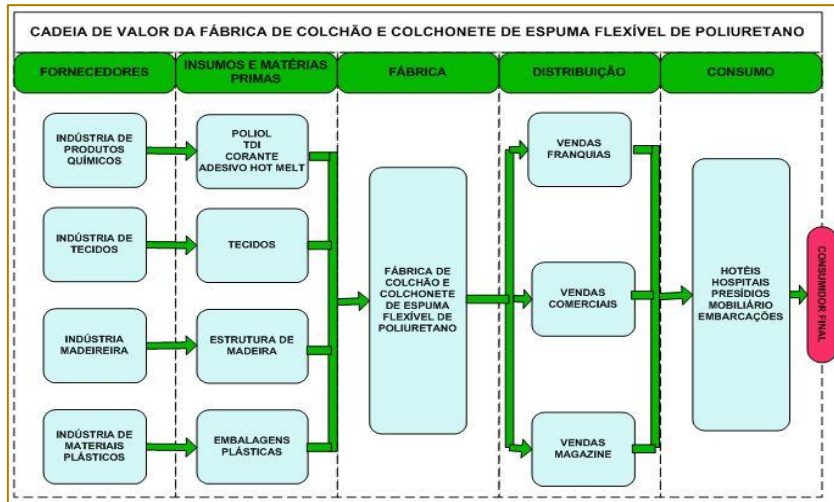 CADEIA DE VALOR DA FÁBRICA DE COLCHÃO E COLCHONETE DE ESPUMA FLEXÍVEL DE POLIURETANO
FORNECEDORES
INSUMOS E MATÉRIAS
PRIMAS
FÁBRICA
DISTRIBUIÇÃO
CONSUMO
INDÚSTRIA DE
PRODUTOS
QUÍMICOS
POLIOL
TDI
CORANTE
ADESIVO HOT MELT
VENDAS
FRANQUIAS
INDÚSTRIA DE
TECIDOS
TECIDOS
FÁBRICA DE
COLCHÃO E
COLCHONETE
DE ESPUMA
FLEXÍVEL DE
POLIURETANO
VENDAS
COMERCIAIS
HOTÉIS
HOSPITAIS
PRESÍDIOS
MOBILIÁRIO
EMBARCAÇÕES
CONSUMIDOR FINAL
INDÚSTRIA
MADEIREIRA
ESTRUTURA DE
MADEIRA
INDÚSTRIA DE
MATERIAIS
PLÁSTICOS
EMBALAGENS
PLÁSTICAS
VENDAS
MAGAZINE